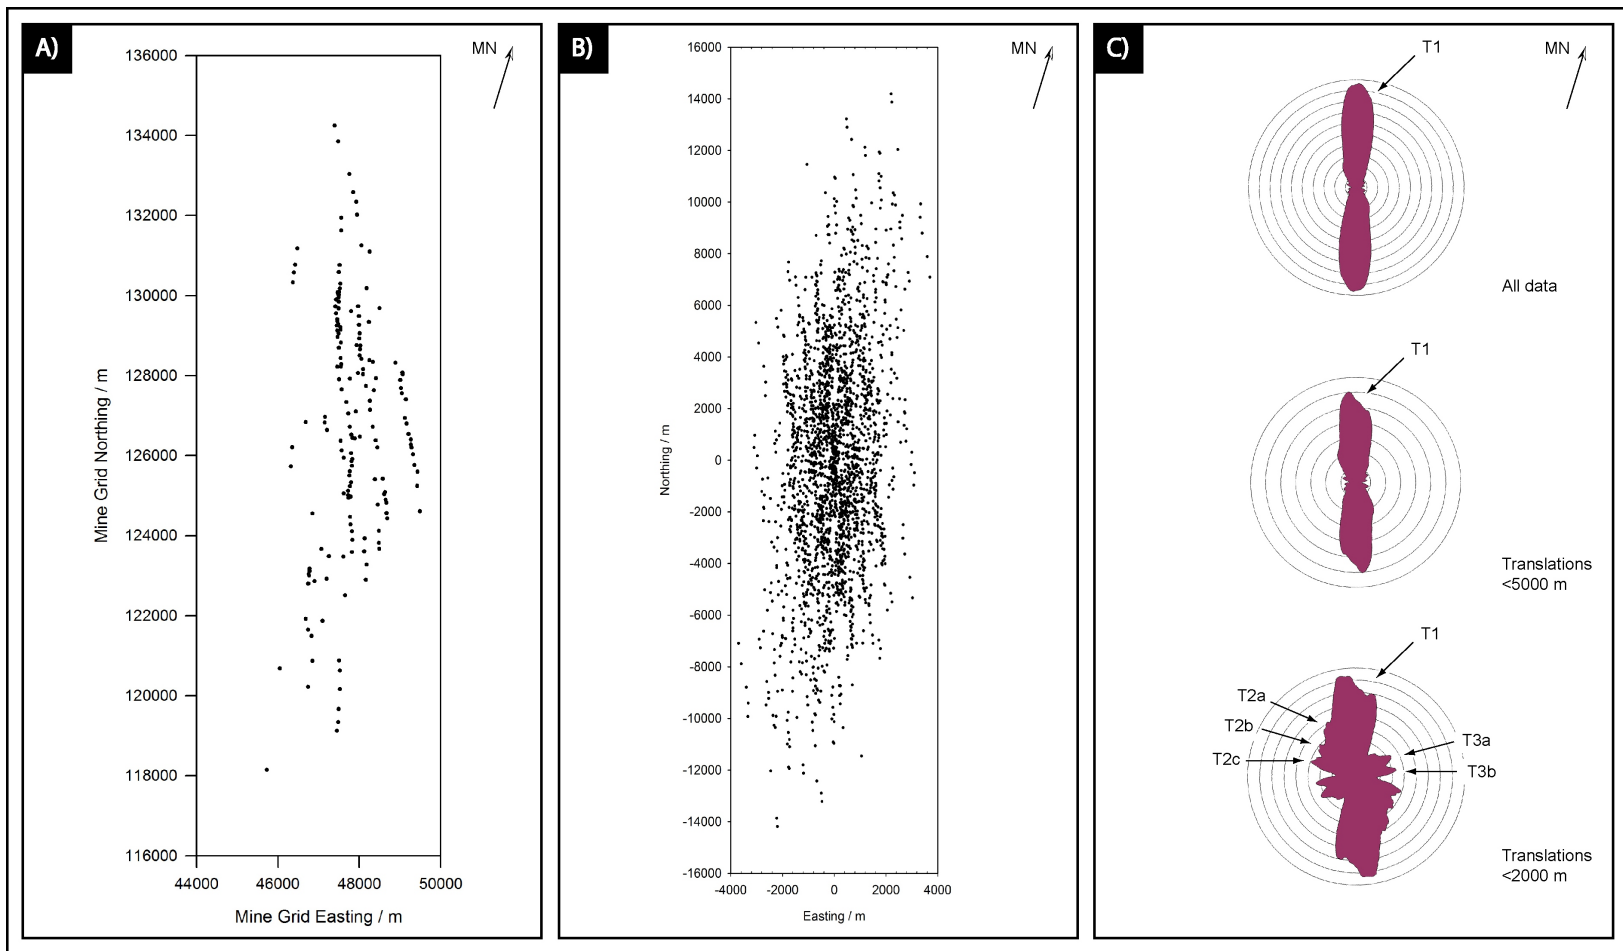 A)
MN
136000
134000
132000
130000
128000
126000
124000
122000
120000
118000
116000
44000 46000 48000 50000
Mine Grid Northing / m
Mine Grid Easting / m
B)
MN
16000
14000
12000
10000
8000
6000
4000
2000
0
-2000
-4000
-6000
-8000
-10000
-12000
-14000
-16000
-4000 -2000 0 2000 4000
Northing / m
Easting / m
C)
MN
T1
All data
T1
Translations
<5000 m
T1
T2a
T2b
T2c
T3a
T3b
Translations
<2000 m